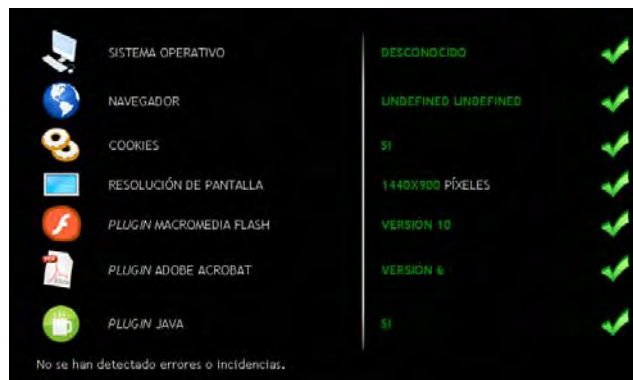 SISTEMA OPERATIVO DESCONOCIDO
NAVEGADOR UNDEFINED UNDEFINED
COOKIES SI
RESOLUCIÓN DE PANTALLA 1440X900 PÍXELES
PLUGIN MACROMEDIA FLASH VERSIÓN 10
PLUGIN ADOBE ACROBAT VERSIÓN 6
PLUGIN JAVA SI
No se han detectado errores o incidencias.